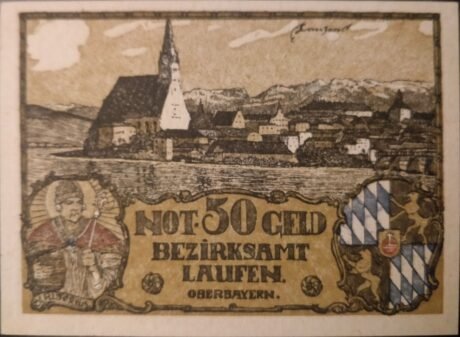 NOT·50 GELD
BEZIRKSAMT
LAUFEN.
OBERBAYERN.